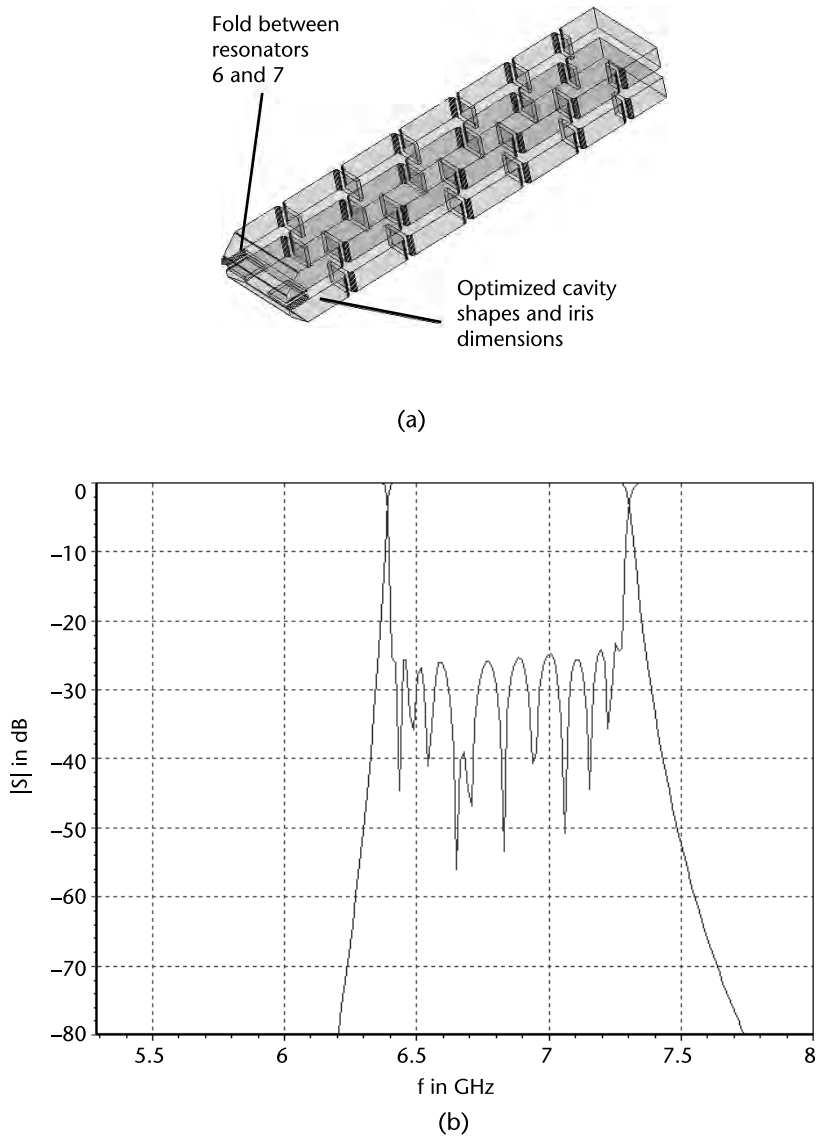 Fold between
resonators
6 and 7
Optimized cavity
shapes and iris
dimensions
(a)
0
−10
−20
−30
−40
−50
−60
−70
−80
|S| in dB
5.5
6
6.5
7
7.5
8
f in GHz
(b)